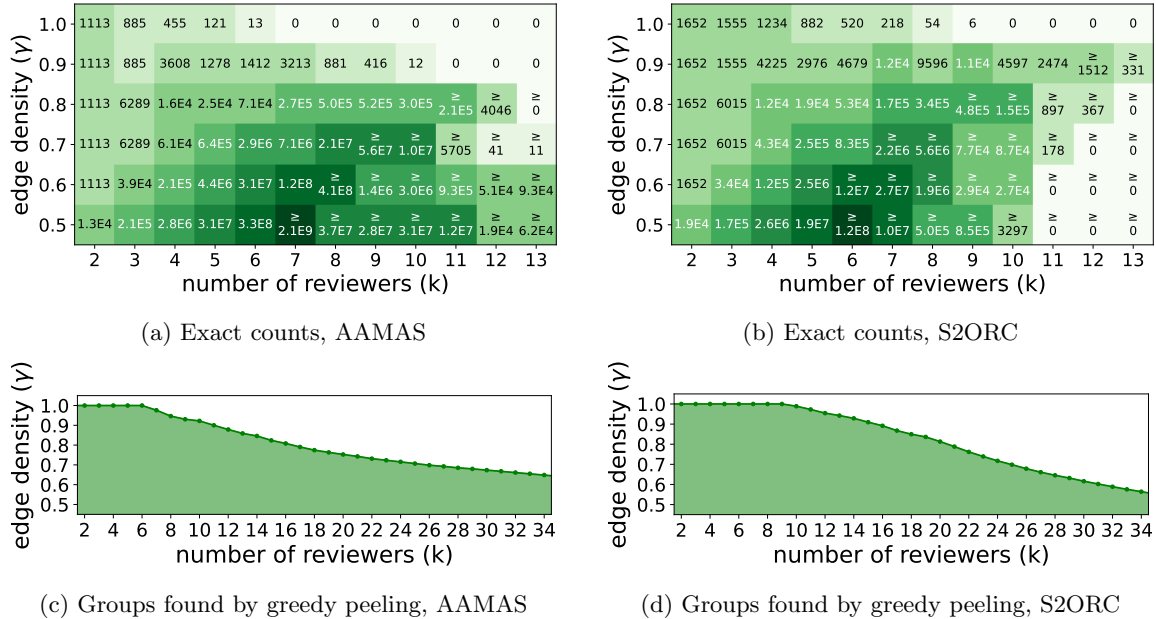 edge density (γ)
1.0 1113 885 455 121 13 0 0 0 0 0 0 0
0.9 1113 885 3608 1278 1412 3213 881 416 12 0 0 0
0.8 1113 6289 1.6E4 2.5E4 7.1E4 2.7E5 5.0E5 5.2E5 3.0E5 ≥ 2.1E5 ≥ 4046 ≥ 0
0.7 1113 6289 6.1E4 6.4E5 2.9E6 7.1E6 2.1E7 ≥ 5.6E7 ≥ 1.0E7 ≥ 5705 ≥ 41 ≥ 11
0.6 1113 3.9E4 2.1E5 4.4E6 3.1E7 1.2E8 ≥ 4.1E8 ≥ 1.4E6 ≥ 3.0E6 ≥ 9.3E5 ≥ 5.1E4 ≥ 9.3E4
0.5 1.3E4 2.1E5 2.8E6 3.1E7 3.3E8 ≥ 2.1E9 ≥ 3.7E7 ≥ 2.8E7 ≥ 3.1E7 ≥ 1.2E7 ≥ 1.9E4 ≥ 6.2E4
2 3 4 5 6 7 8 9 10 11 12 13
number of reviewers (k)
(a) Exact counts, AAMAS
edge density (γ)
1.0 1652 1555 1234 882 520 218 54 6 0 0 0 0
0.9 1652 1555 4225 2976 4679 1.2E4 9596 1.1E4 4597 2474 ≥ 1512 ≥ 331
0.8 1652 6015 1.2E4 1.9E4 5.3E4 1.7E5 3.4E5 ≥ 4.8E5 ≥ 1.5E5 ≥ 897 ≥ 367 ≥ 0
0.7 1652 6015 4.3E4 2.5E5 8.3E5 ≥ 2.2E6 ≥ 5.6E6 ≥ 7.7E4 ≥ 8.7E4 ≥ 178 ≥ 0 ≥ 0
0.6 1652 3.4E4 1.2E5 2.5E6 ≥ 1.2E7 ≥ 2.7E7 ≥ 1.9E6 ≥ 2.9E4 ≥ 2.7E4 ≥ 0 ≥ 0 ≥ 0
0.5 1.9E4 1.7E5 2.6E6 1.9E7 ≥ 1.2E8 ≥ 1.0E7 ≥ 5.0E5 ≥ 8.5E5 ≥ 3297 ≥ 0 ≥ 0 ≥ 0
2 3 4 5 6 7 8 9 10 11 12 13
number of reviewers (k)
(b) Exact counts, S2ORC
edge density (γ)
1.0
0.9
0.8
0.7
0.6
0.5
2 4 6 8 10 12 14 16 18 20 22 24 26 28 30 32 34
number of reviewers (k)
(c) Groups found by greedy peeling, AAMAS
edge density (γ)
1.0
0.9
0.8
0.7
0.6
0.5
2 4 6 8 10 12 14 16 18 20 22 24 26 28 30 32 34
number of reviewers (k)
(d) Groups found by greedy peeling, S2ORC